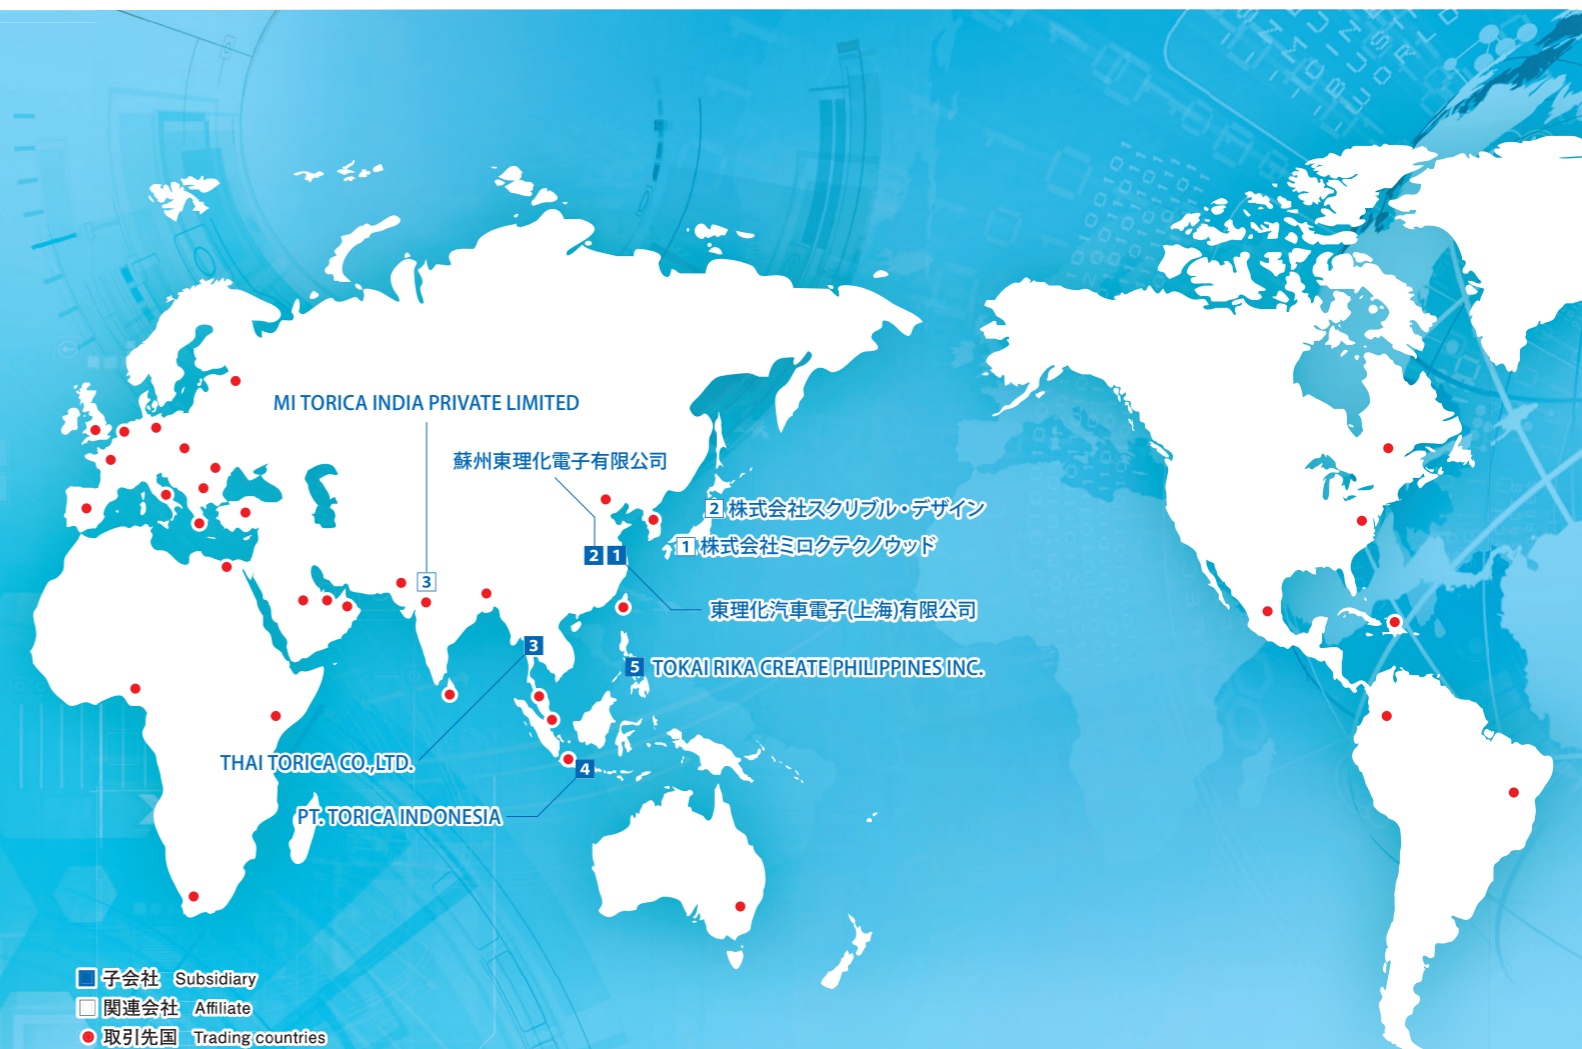 MI TORICA INDIA PRIVATE LIMITED
蘇州東理化電子有限公司
2 株式会社スクリブル・デザイン
1 株式会社ミロクテクノウッド
2 1
3
東理化汽車電子(上海)有限公司
3
5 TOKAI RIKA CREATE PHILIPPINES INC.
THAI TORICA CO.,LTD.
4
PT. TORICA INDONESIA
子会社 Subsidiary
関連会社 Affiliate
取引先国 Trading countries